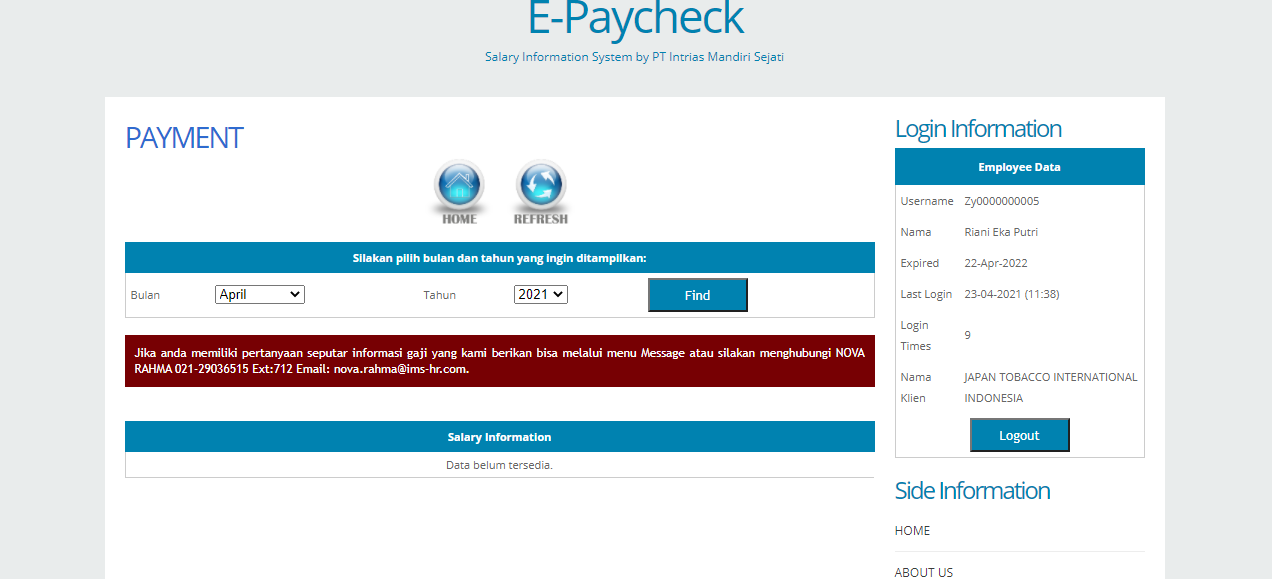 E-Paycheck
Salary Information System by PT Intrias Mandiri Sejati
PAYMENT
HOME
REFRESH
Silakan pilih bulan dan tahun yang ingin ditampilkan:
Bulan April Tahun 2021 Find
Jika anda memiliki pertanyaan seputar informasi gaji yang kami berikan bisa melalui menu Message atau silakan menghubungi NOVA
RAHMA 021-29036515 Ext:712 Email: nova.rahma@ims-hr.com.
Salary Information
Data belum tersedia.
Login Information
Employee Data
Username Zy0000000005
Nama Riani Eka Putri
Expired 22-Apr-2022
Last Login 23-04-2021 (11:38)
Login
Times 9
Nama JAPAN TOBACCO INTERNATIONAL
Klien INDONESIA
Logout
Side Information
HOME
ABOUT US